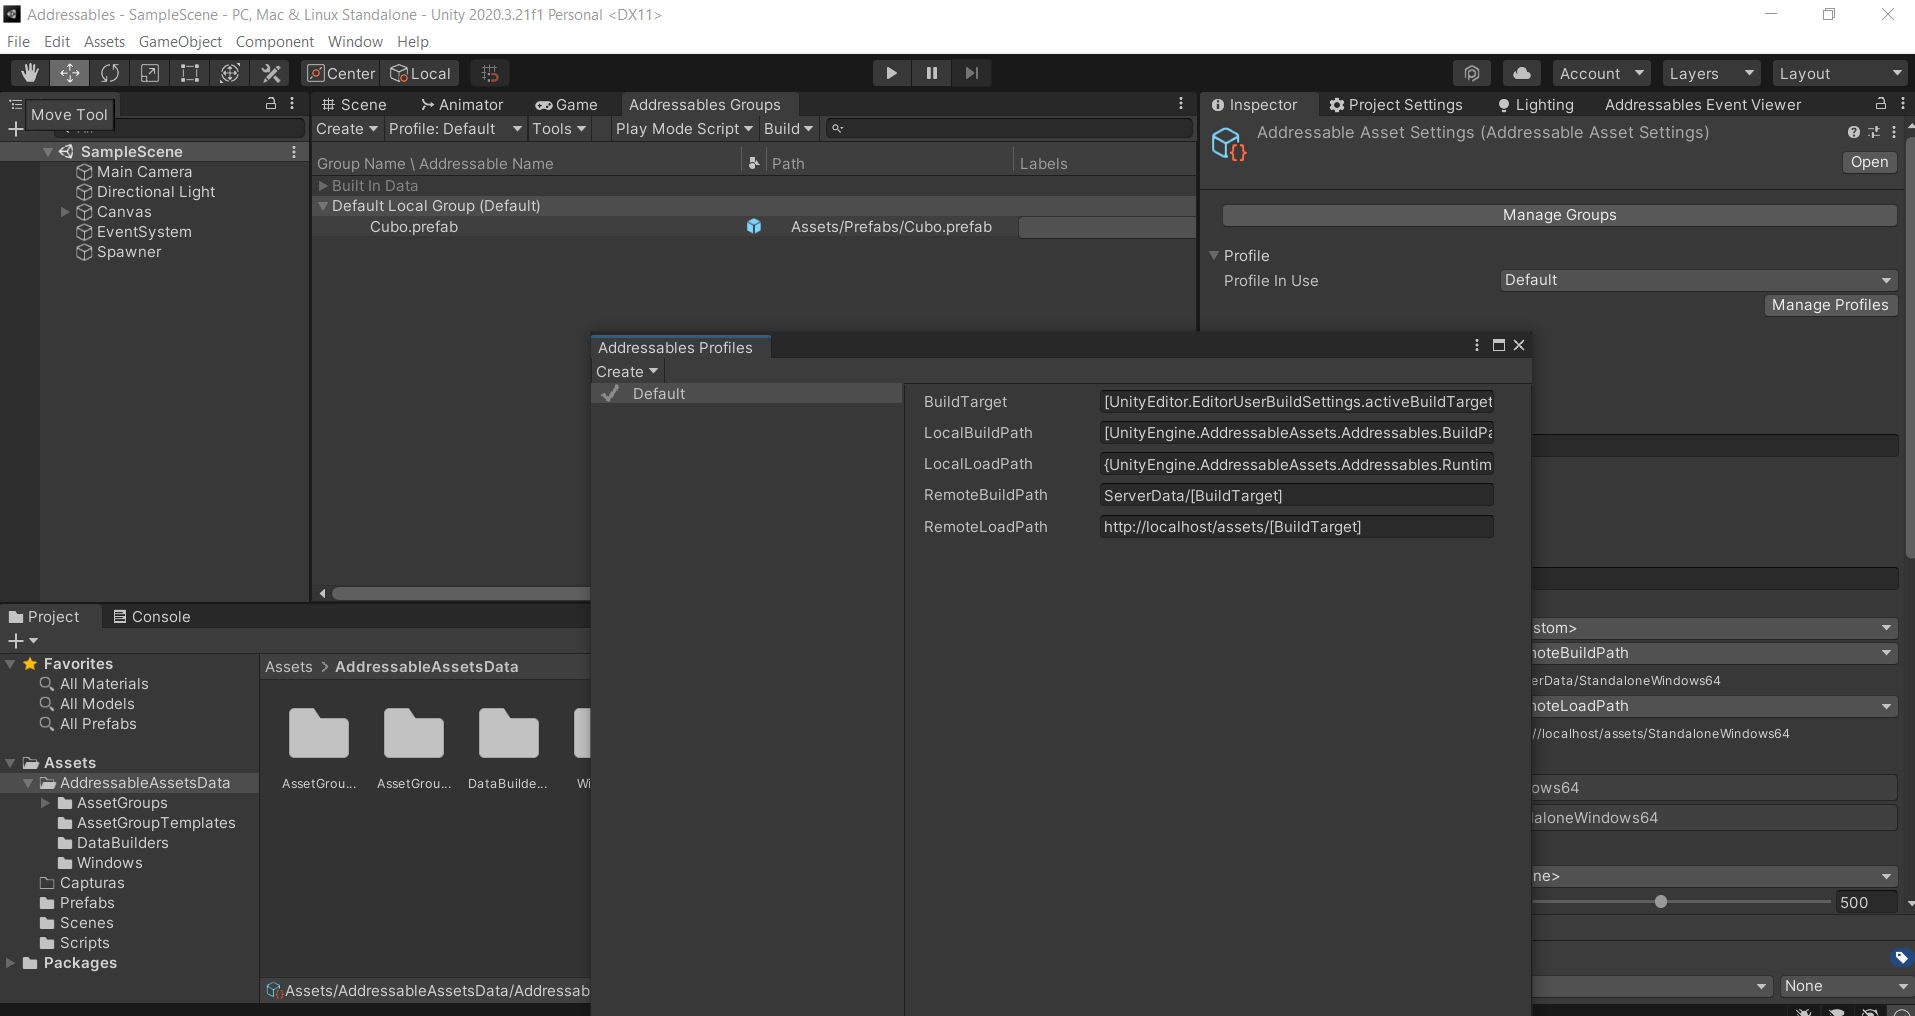 Addressables - SampleScene - PC, Mac & Linux Standalone - Unity 2020.3.21f1 Personal <DX11>
File Edit Assets GameObject Component Window Help
Center Local Account Layers Layout
Move Tool
SampleScene
Main Camera
Directional Light
Canvas
EventSystem
Spawner
Scene Animator Game Addressables Groups
Create Profile: Default Tools Play Mode Script Build
Group Name \ Addressable Name Path Labels
Built In Data
Default Local Group (Default)
Cubo.prefab Assets/Prefabs/Cubo.prefab
Inspector Project Settings Lighting Addressables Event Viewer
Addressable Asset Settings (Addressable Asset Settings)
Open
Manage Groups
Profile
Profile In Use Default
Manage Profiles
Addressables Profiles
Create
Default
BuildTarget [UnityEditor.EditorUserBuildSettings.activeBuildTarget
LocalBuildPath [UnityEngine.AddressableAssets.Addressables.BuildPa
LocalLoadPath {UnityEngine.AddressableAssets.Addressables.Runtim
RemoteBuildPath ServerData/[BuildTarget]
RemoteLoadPath http://localhost/assets/[BuildTarget]
stom>
noteBuildPath
erData/StandaloneWindows64
noteLoadPath
//localhost/assets/StandaloneWindows64
ows64
daloneWindows64
ne>
500
None
Project Console
Favorites
All Materials
All Models
All Prefabs
Assets
AddressableAssetsData
AssetGroups
AssetGroupTemplates
DataBuilders
Windows
Capturas
Prefabs
Scenes
Scripts
Packages
Assets > AddressableAssetsData
AssetGrou... AssetGrou... DataBuilde... Wi
Assets/AddressableAssetsData/Addressab